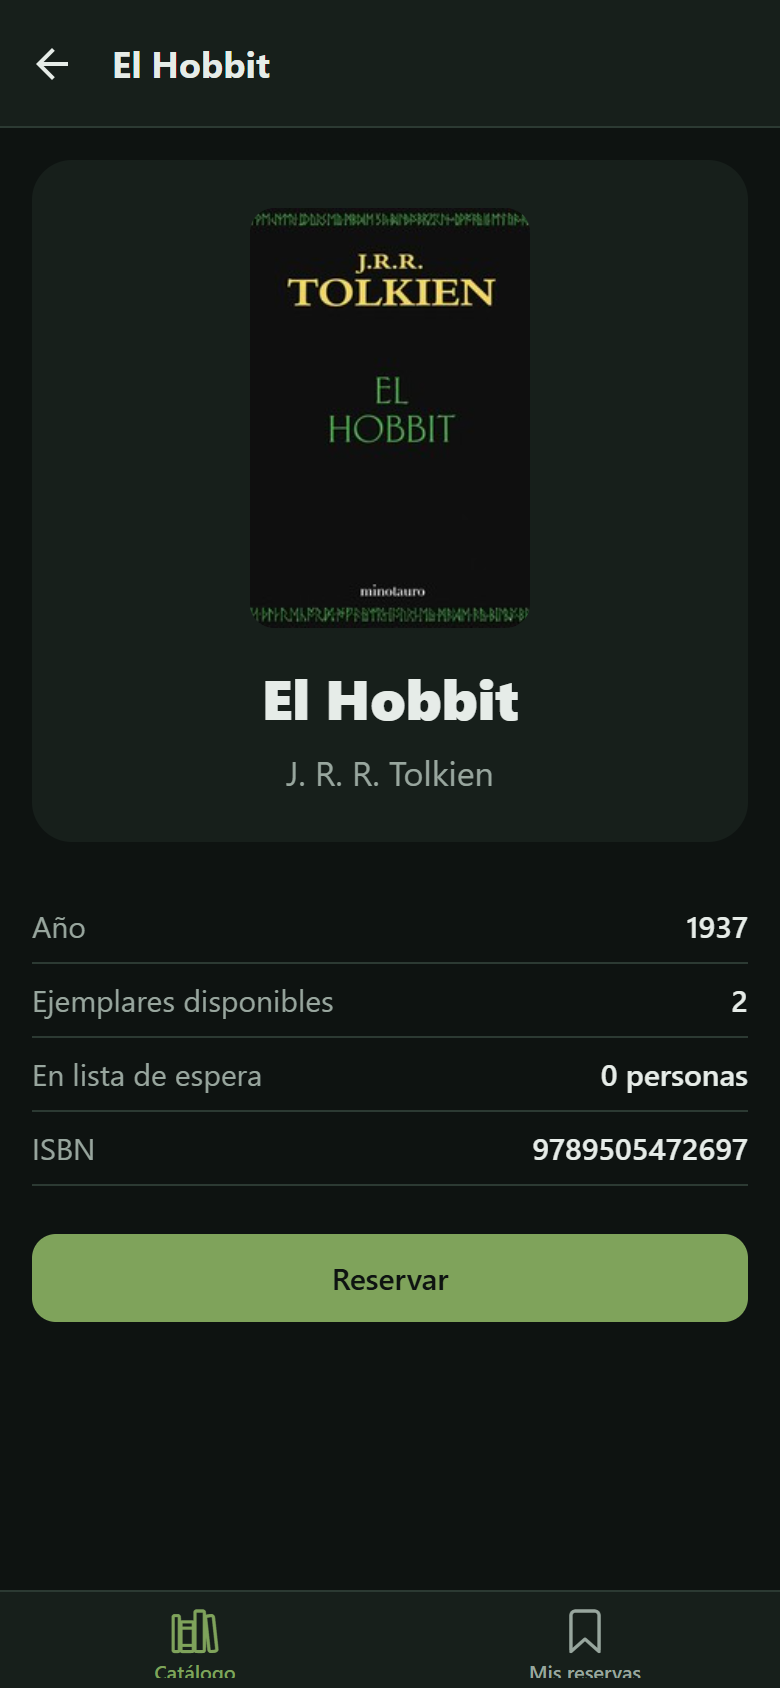 El Hobbit
J.R.R.
TOLKIEN
EL
HOBBIT
minotauro
El Hobbit
J. R. R. Tolkien
Año 1937
Ejemplares disponibles 2
En lista de espera 0 personas
ISBN 9789505472697
Reservar
Catálogo Mis reservas